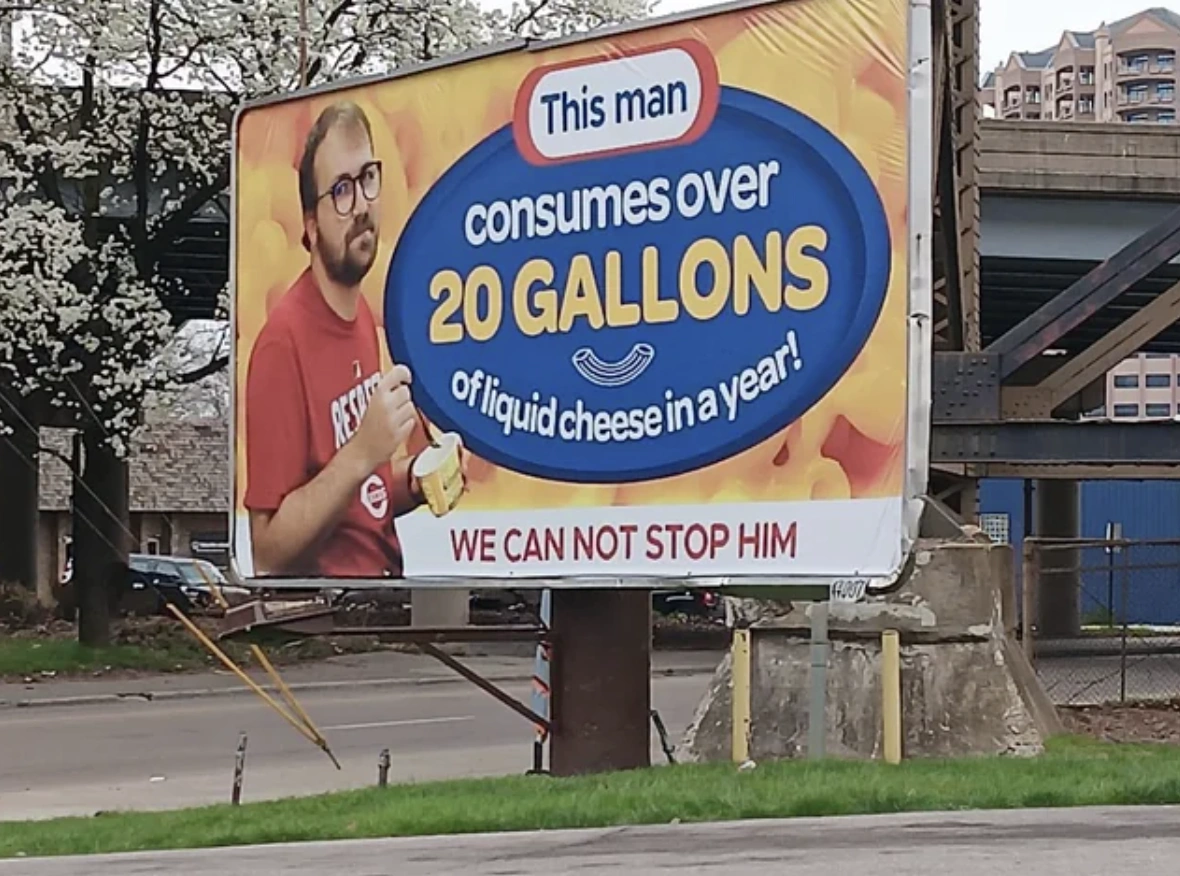 This man
consumes over
20 GALLONS
of liquid cheese in a year!
WE CAN NOT STOP HIM